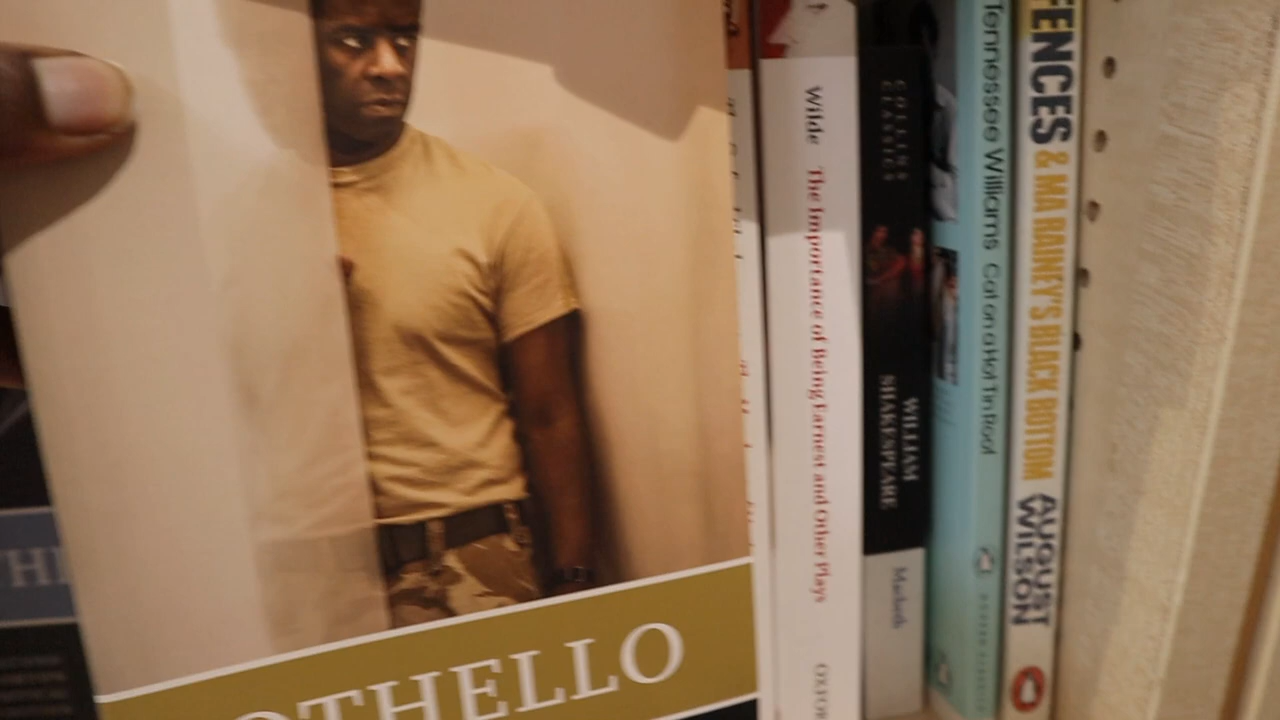 OTHELLO
Wilde The Importance of Being Earnest and Other Plays
OXFOR
COLLINS CLASSICS
WILLIAM
SHAKESPEARE
Macbeth
Tennessee Williams Cat on a Hot Tin Roof
FENCES & MA RAINEY'S BLACK BOTTOM
AUGUST
WILSON